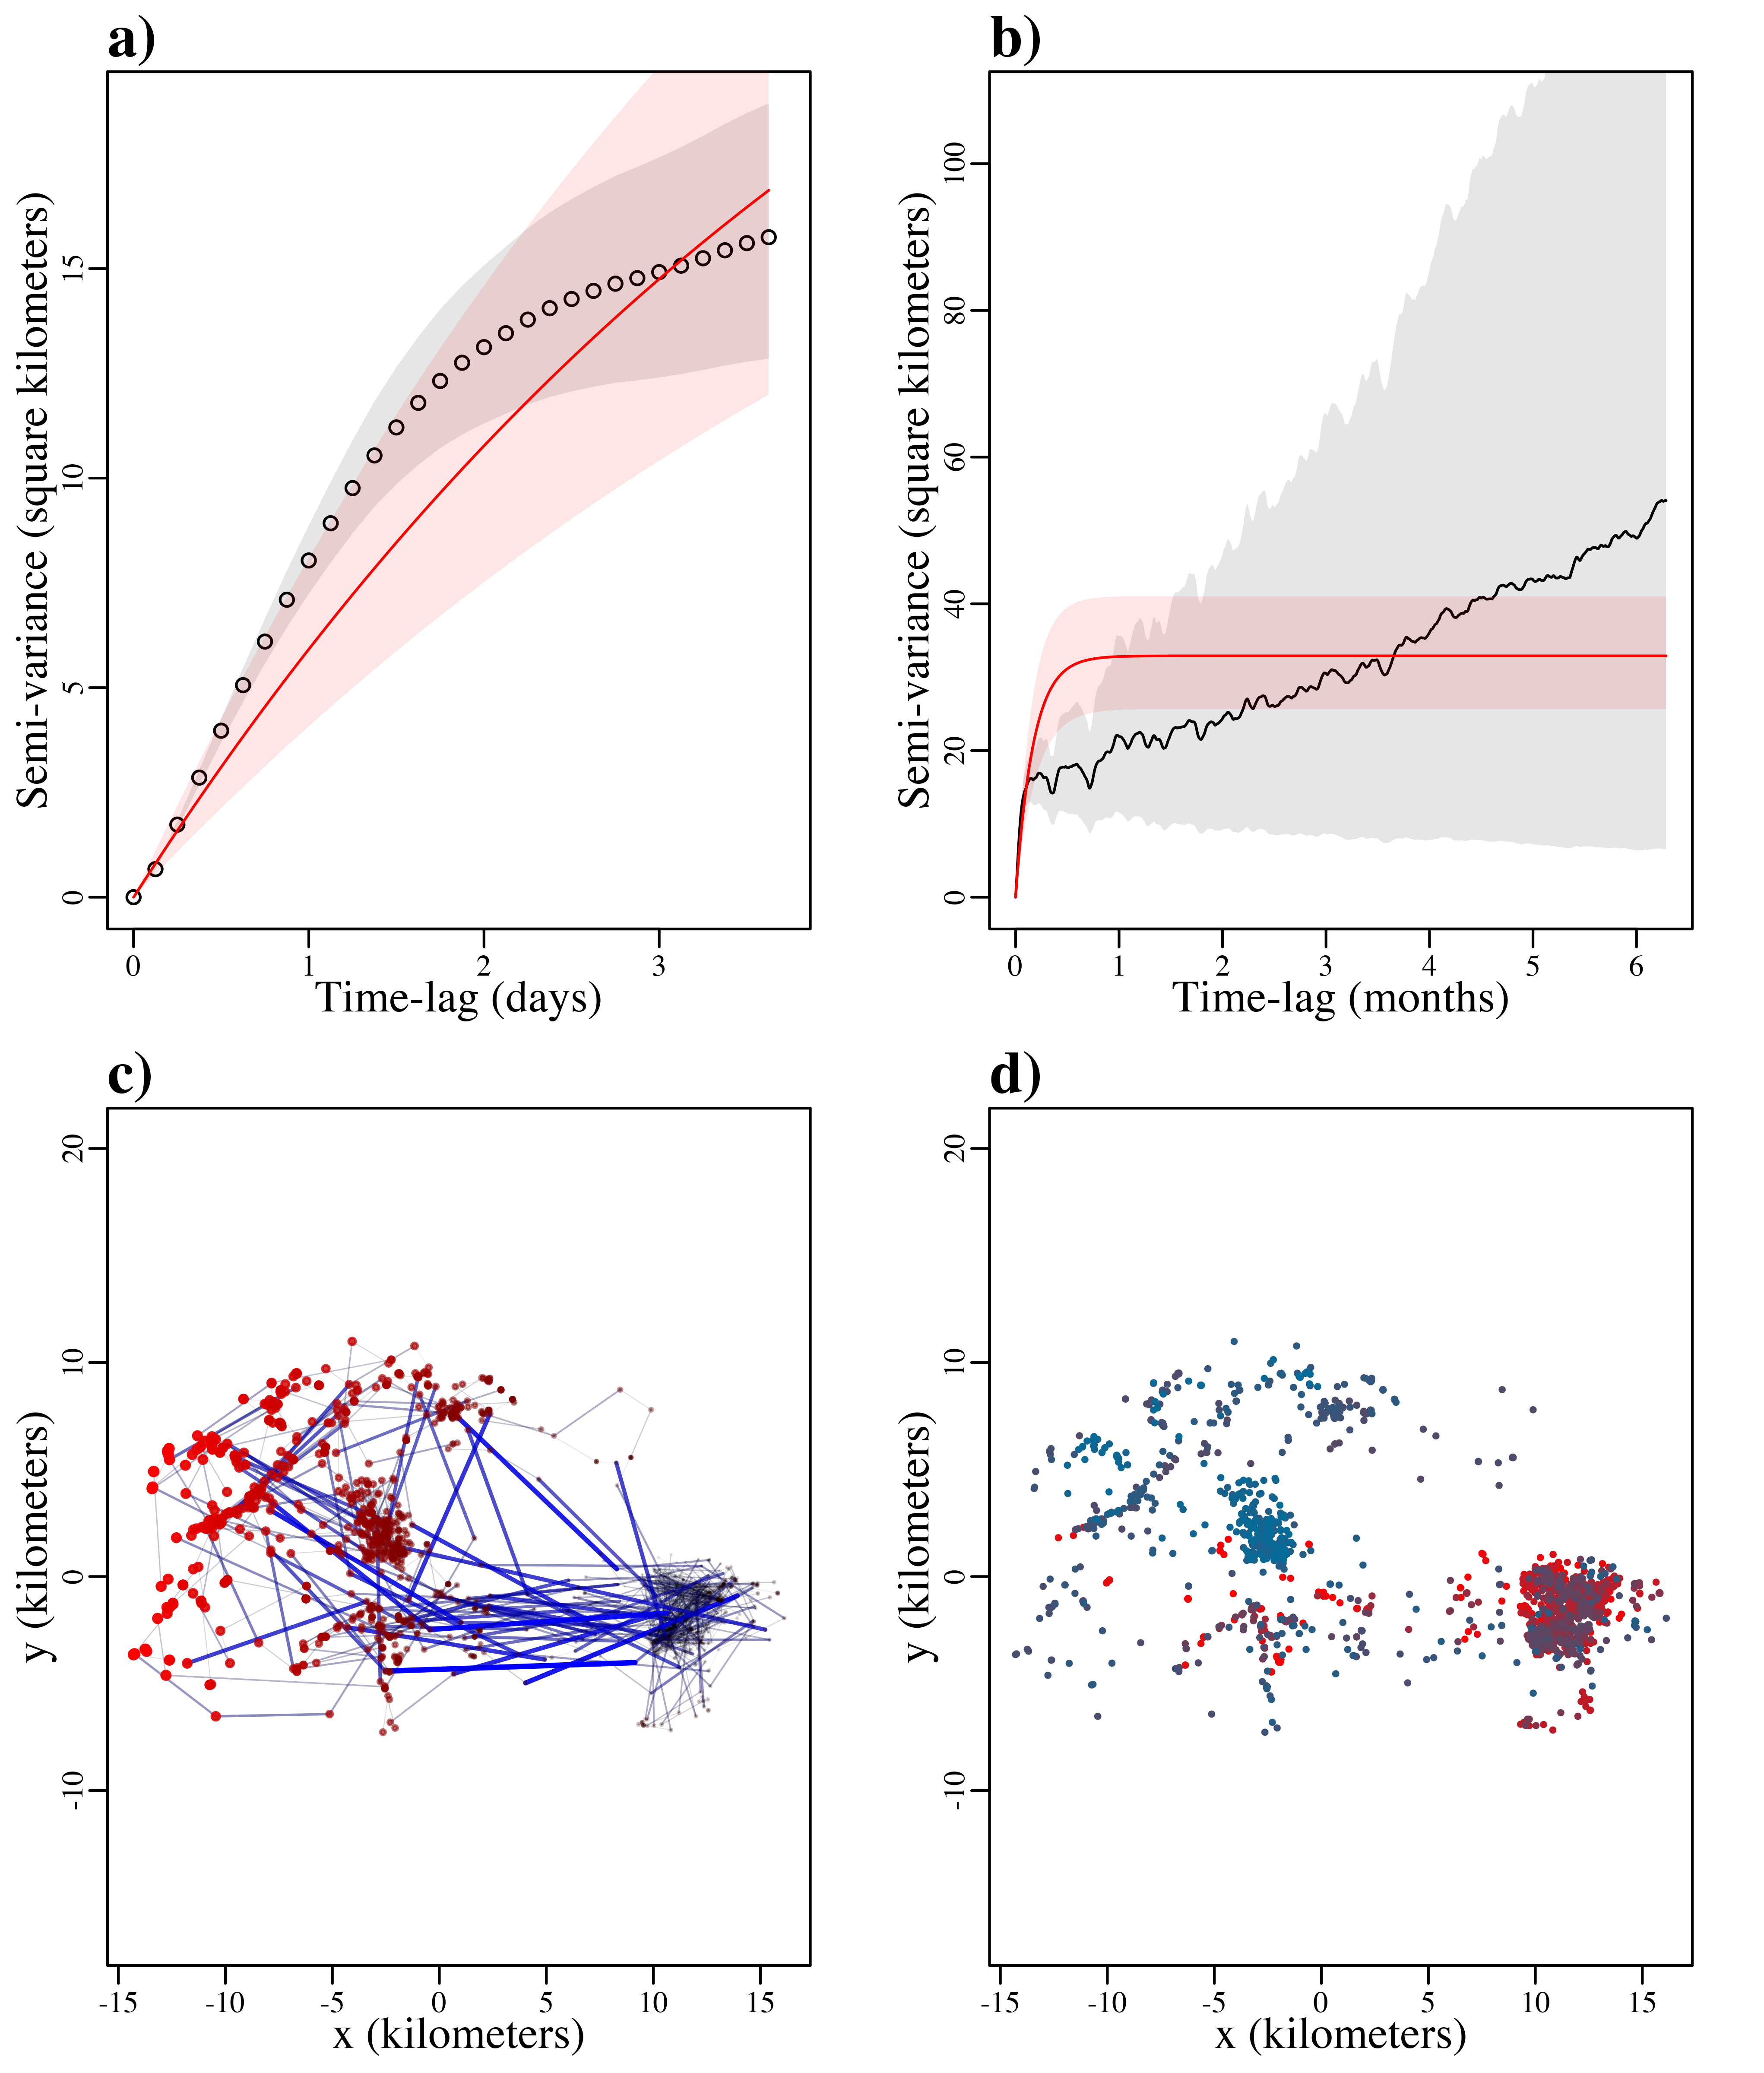 a)
Semi-variance (square kilometers)
15
10
5
0
0 1 2 3
Time-lag (days)
b)
Semi-variance (square kilometers)
100
80
60
40
20
0
0 1 2 3 4 5 6
Time-lag (months)
c)
y (kilometers)
20
10
0
-10
-15 -10 -5 0 5 10 15
x (kilometers)
d)
y (kilometers)
20
10
0
-10
-15 -10 -5 0 5 10 15
x (kilometers)